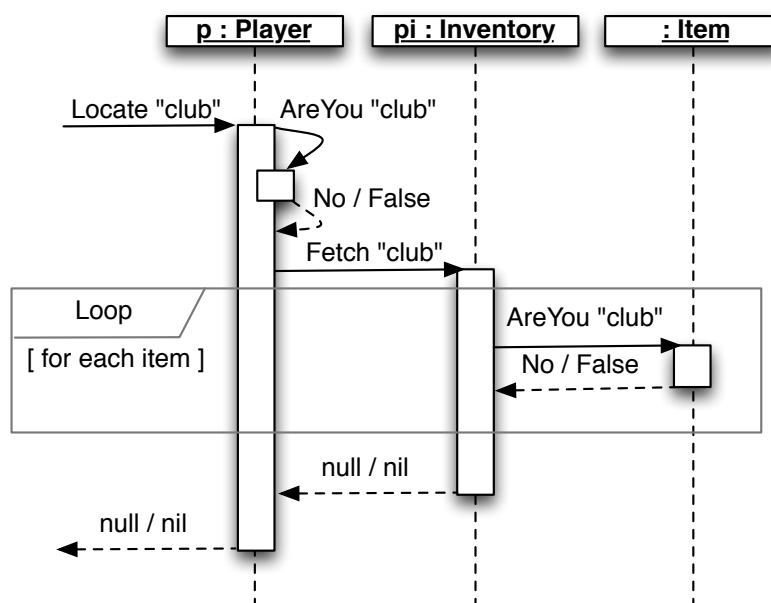 p : Player
pi : Inventory
: Item
Locate "club"
AreYou "club"
No / False
Fetch "club"
Loop
AreYou "club"
[ for each item ]
No / False
null / nil
null / nil